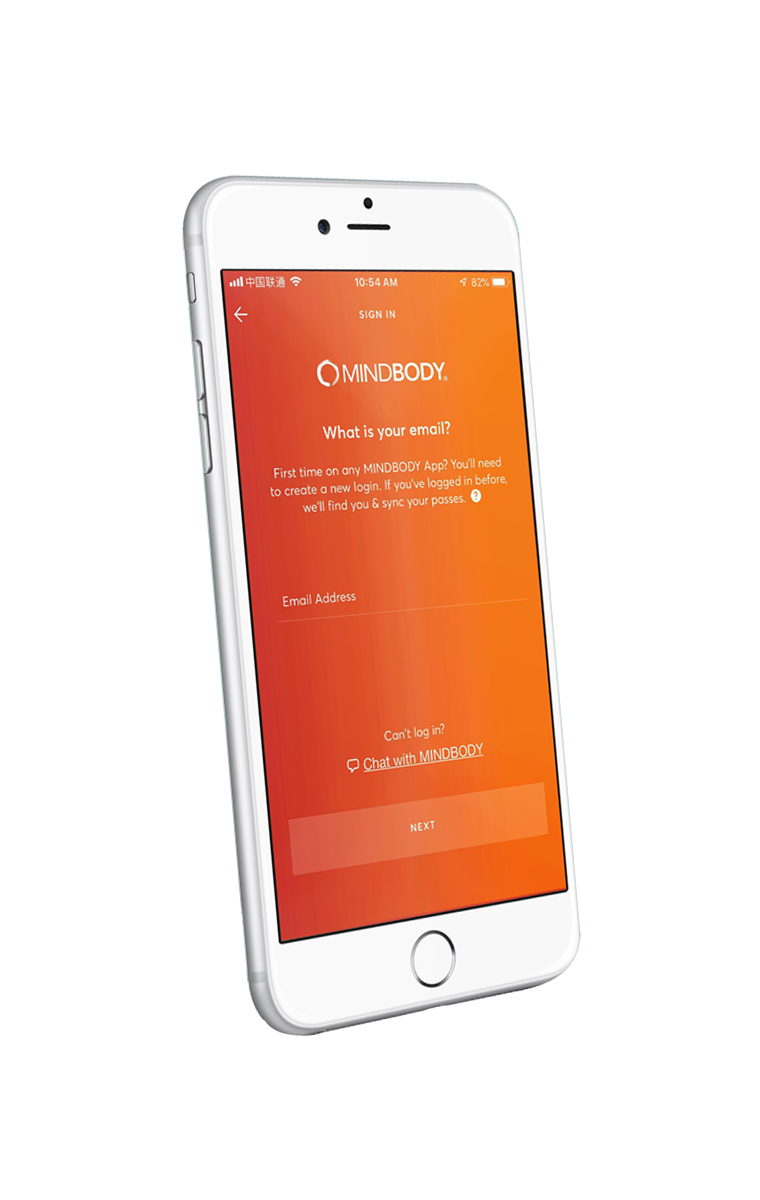 中国联通 10:54 AM 82%
SIGN IN
MINDBODY®
What is your email?
First time on any MINDBODY App? You'll need
to create a new login. If you've logged in before,
we'll find you & sync your passes. ?
Email Address
Can't log in?
Chat with MINDBODY
NEXT